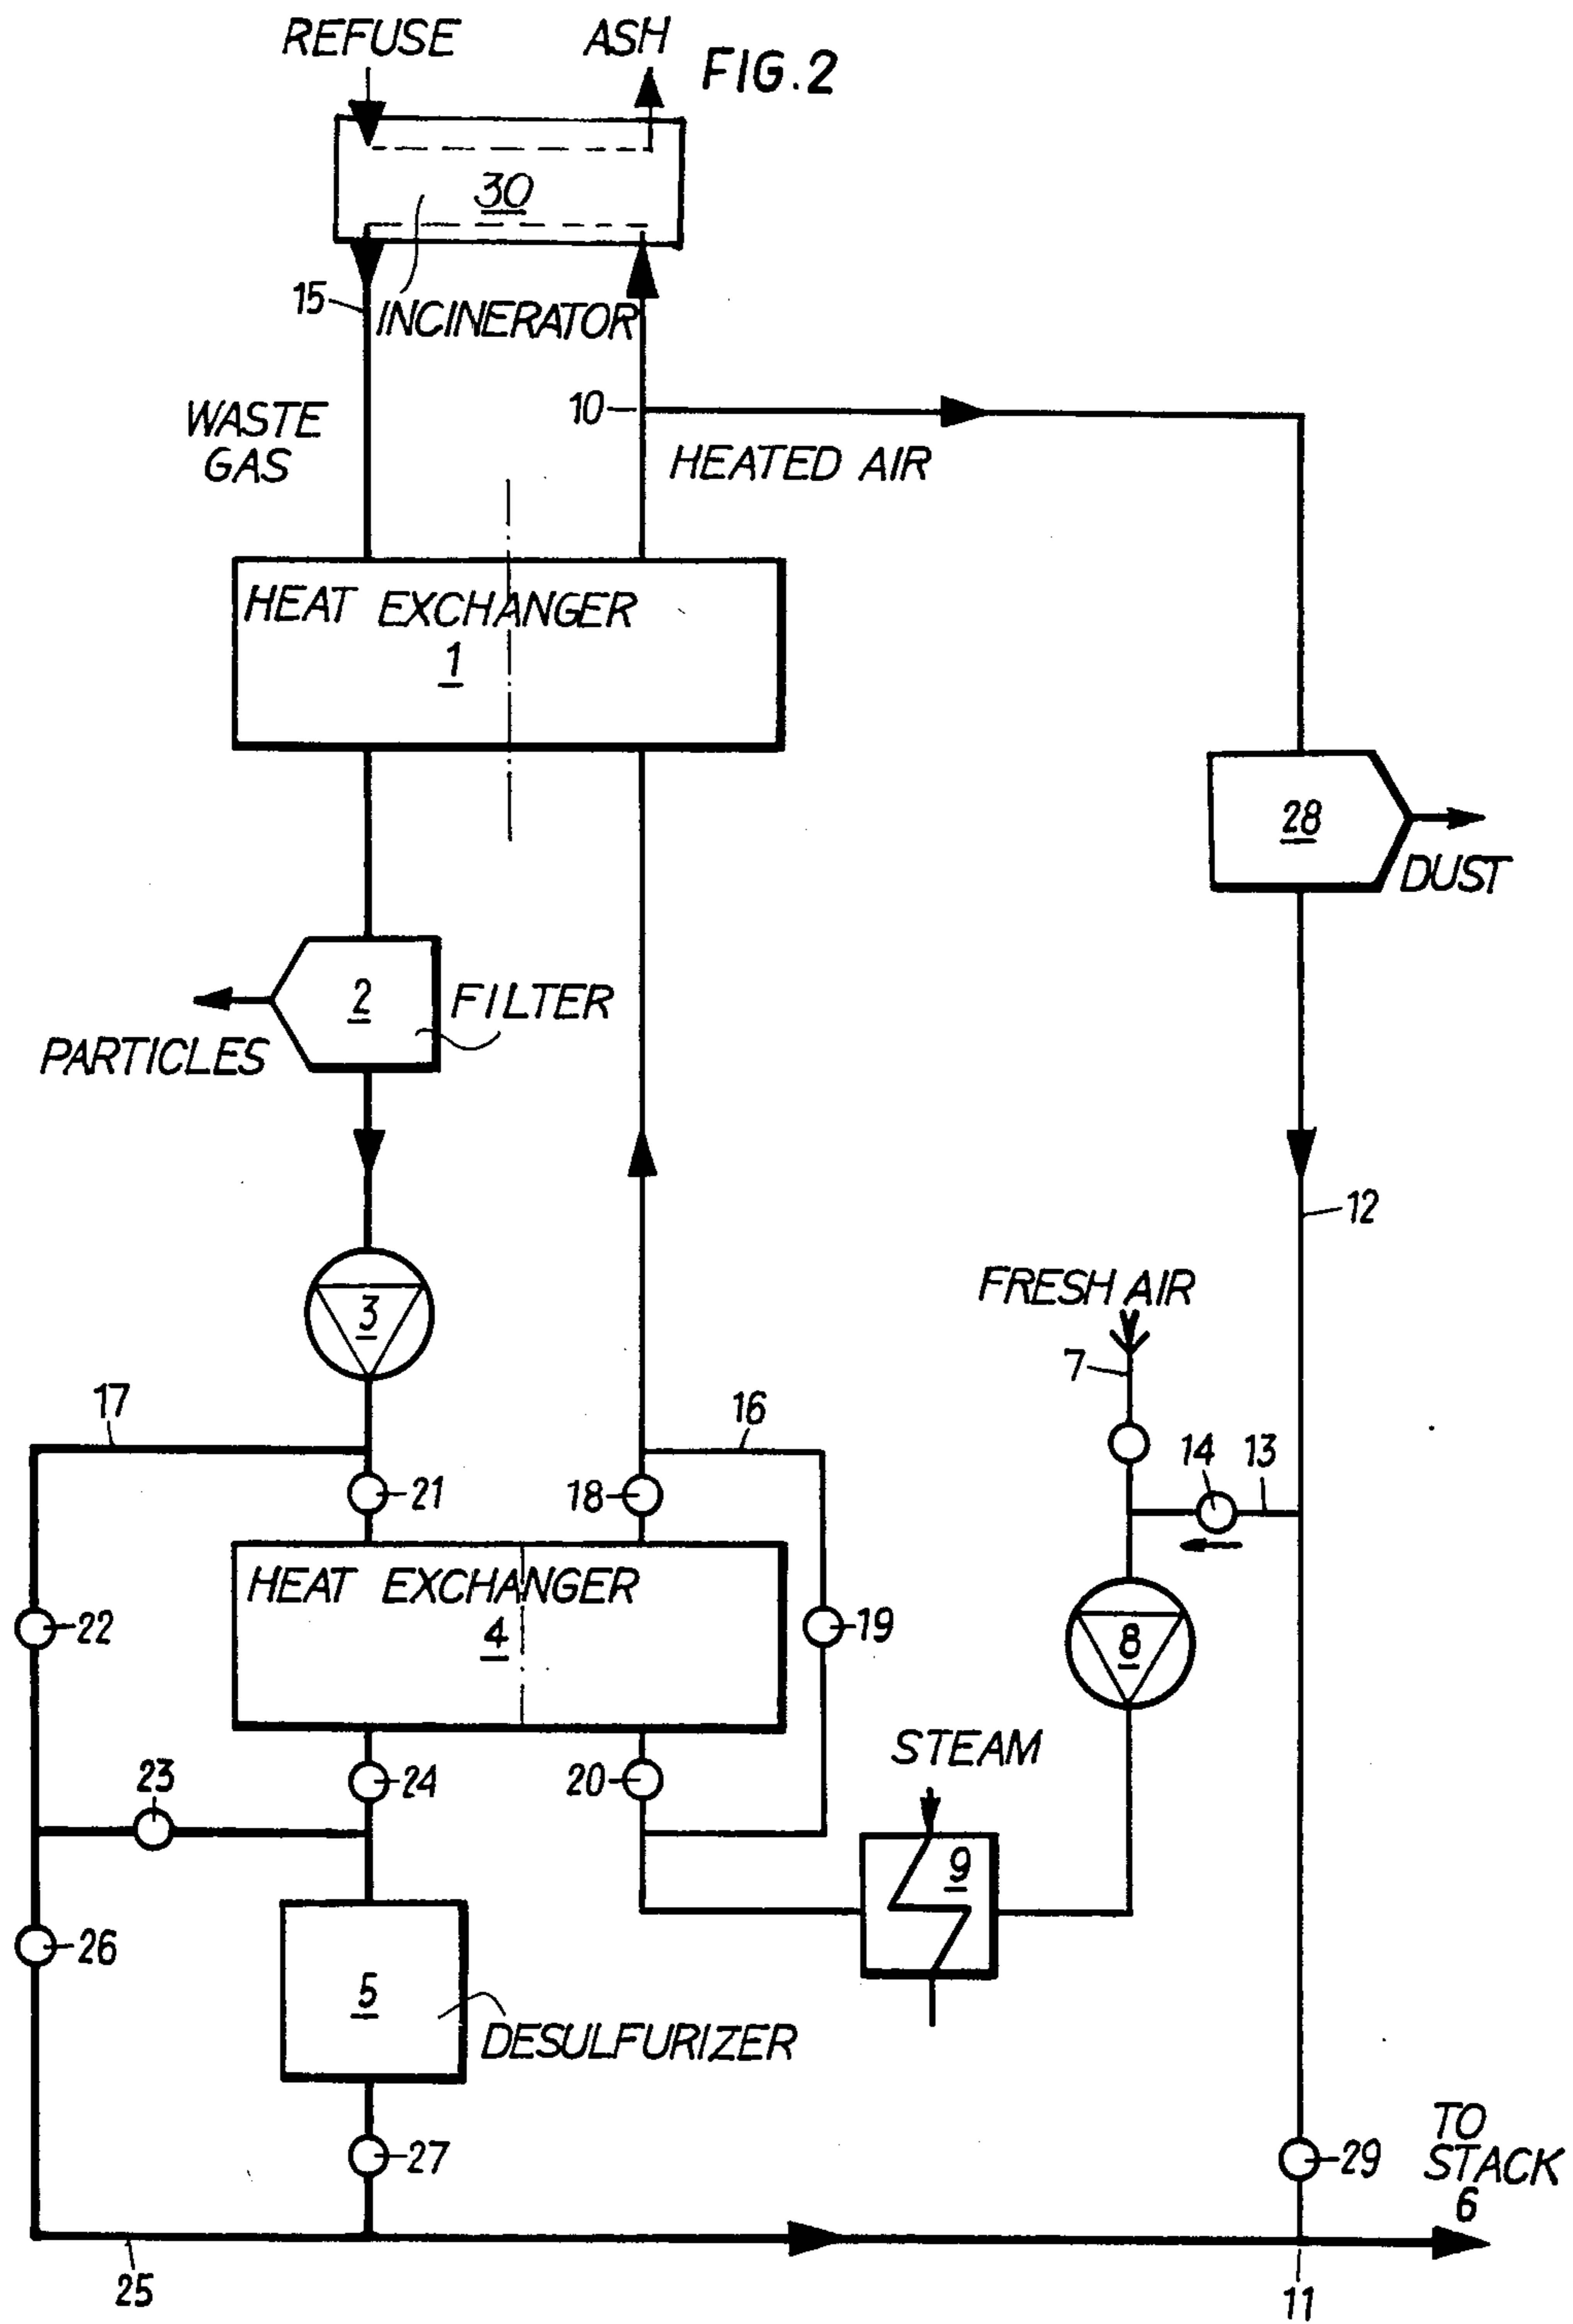 REFUSE
ASH
FIG.2
30
15
INCINERATOR
10
WASTE
GAS
HEATED AIR
HEAT EXCHANGER
1
28
DUST
2
FILTER
PARTICLES
12
FRESH AIR
3
7
17
16
14
13
21
18
HEAT EXCHANGER
4
22
19
8
STEAM
23
24
20
9
26
5
DESULFURIZER
27
29
TO
STACK
6
25
11